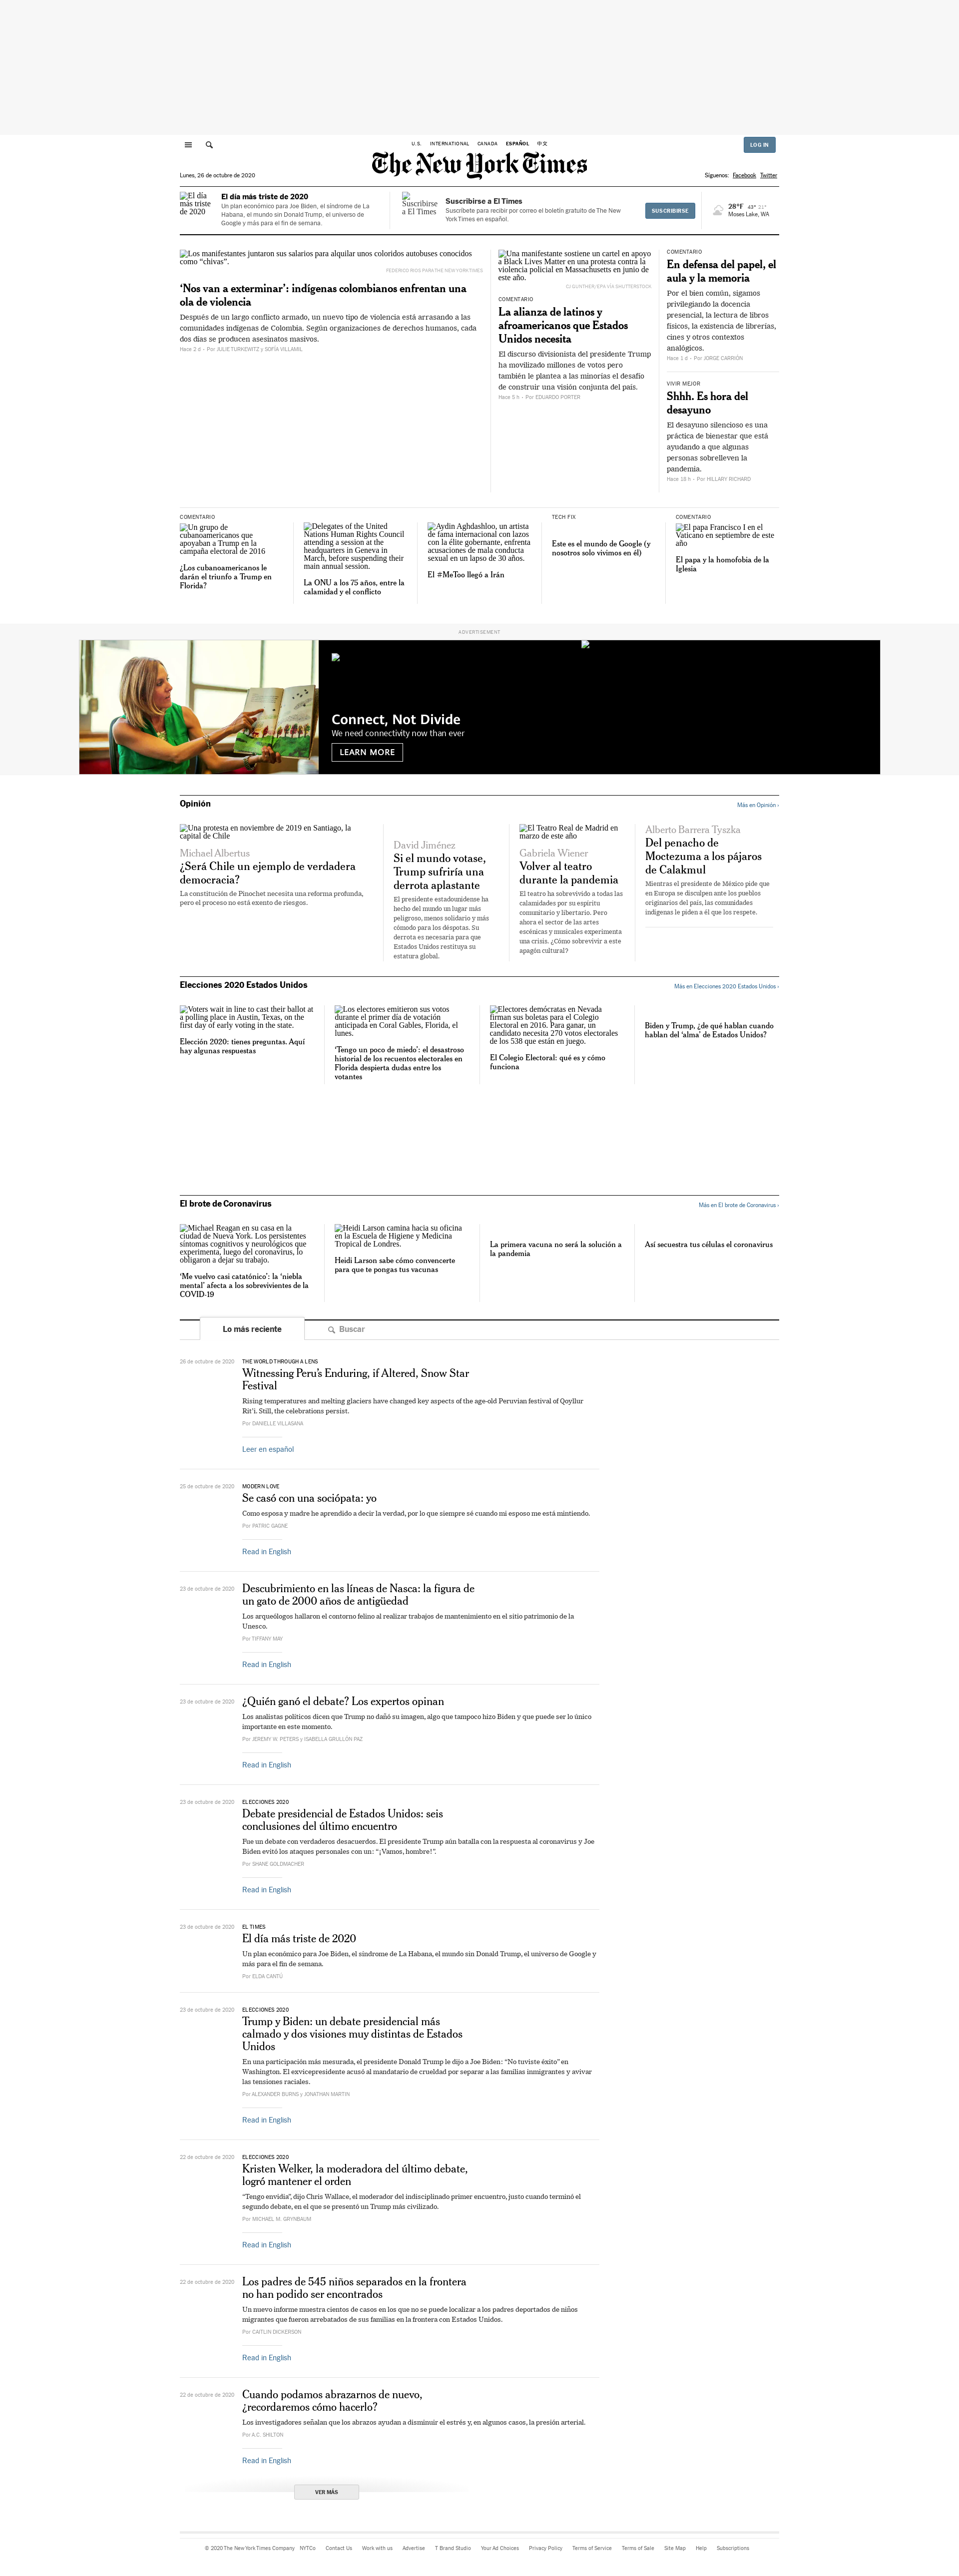 U.S.
INTERNATIONAL
CANADA
ESPAÑOL
中文
LOG IN
The New York Times
Lunes, 26 de octubre de 2020
Síguenos: Facebook Twitter
El día más triste de 2020
El día más triste de 2020
Un plan económico para Joe Biden, el síndrome de La
Habana, el mundo sin Donald Trump, el universo de
Google y más para el fin de semana.
Suscribirse a El Times
Suscribirse a El Times
Suscríbete para recibir por correo el boletín gratuito de The New
York Times en español.
SUSCRIBIRSE
28°F 43° 21°
Moses Lake, WA
Los manifestantes juntaron sus salarios para alquilar unos coloridos autobuses conocidos
como “chivas”.
FEDERICO RIOS PARA THE NEW YORK TIMES
‘Nos van a exterminar’: indígenas colombianos enfrentan una
ola de violencia
Después de un largo conflicto armado, un nuevo tipo de violencia está arrasando a las
comunidades indígenas de Colombia. Según organizaciones de derechos humanos, cada
dos días se producen asesinatos masivos.
Hace 2 d - Por JULIE TURKEWITZ y SOFÍA VILLAMIL
Una manifestante sostiene un cartel en apoyo
a Black Lives Matter en una protesta contra la
violencia policial en Massachusetts en junio de
este año.
CJ GUNTHER/EPA VÍA SHUTTERSTOCK
COMENTARIO
La alianza de latinos y
afroamericanos que Estados
Unidos necesita
El discurso divisionista del presidente Trump
ha movilizado millones de votos pero
también le plantea a las minorías el desafío
de construir una visión conjunta del país.
Hace 5 h - Por EDUARDO PORTER
COMENTARIO
En defensa del papel, el
aula y la memoria
Por el bien común, sigamos
privilegiando la docencia
presencial, la lectura de libros
físicos, la existencia de librerías,
cines y otros contextos
analógicos.
Hace 1 d - Por JORGE CARRIÓN
VIVIR MEJOR
Shhh. Es hora del
desayuno
El desayuno silencioso es una
práctica de bienestar que está
ayudando a que algunas
personas sobrelleven la
pandemia.
Hace 18 h - Por HILLARY RICHARD
COMENTARIO
Un grupo de
cubanoamericanos que
apoyaban a Trump en la
campaña electoral de 2016
¿Los cubanoamericanos le
darán el triunfo a Trump en
Florida?
Delegates of the United
Nations Human Rights Council
attending a session at the
headquarters in Geneva in
March, before suspending their
main annual session.
La ONU a los 75 años, entre la
calamidad y el conflicto
Aydin Aghdashloo, un artista
de fama internacional con lazos
con la élite gobernante, enfrenta
acusaciones de mala conducta
sexual en un lapso de 30 años.
El #MeToo llegó a Irán
TECH FIX
Este es el mundo de Google (y
nosotros solo vivimos en él)
COMENTARIO
El papa Francisco I en el
Vaticano en septiembre de este
año
El papa y la homofobia de la
Iglesia
ADVERTISEMENT
Connect, Not Divide
We need connectivity now than ever
LEARN MORE
Opinión
Más en Opinión ›
Una protesta en noviembre de 2019 en Santiago, la
capital de Chile
Michael Albertus
¿Será Chile un ejemplo de verdadera
democracia?
La constitución de Pinochet necesita una reforma profunda,
pero el proceso no está exento de riesgos.
David Jiménez
Si el mundo votase,
Trump sufriría una
derrota aplastante
El presidente estadounidense ha
hecho del mundo un lugar más
peligroso, menos solidario y más
cómodo para los déspotas. Su
derrota es necesaria para que
Estados Unidos restituya su
estatura global.
El Teatro Real de Madrid en
marzo de este año
Gabriela Wiener
Volver al teatro
durante la pandemia
El teatro ha sobrevivido a todas las
calamidades por su espíritu
comunitario y libertario. Pero
ahora el sector de las artes
escénicas y musicales experimenta
una crisis. ¿Cómo sobrevivir a este
apagón cultural?
Alberto Barrera Tyszka
Del penacho de
Moctezuma a los pájaros
de Calakmul
Mientras el presidente de México pide que
en Europa se disculpen ante los pueblos
originarios del país, las comunidades
indígenas le piden a él que los respete.
Elecciones 2020 Estados Unidos
Más en Elecciones 2020 Estados Unidos ›
Voters wait in line to cast their ballot at
a polling place in Austin, Texas, on the
first day of early voting in the state.
Elección 2020: tienes preguntas. Aquí
hay algunas respuestas
Los electores emitieron sus votos
durante el primer día de votación
anticipada en Coral Gables, Florida, el
lunes.
‘Tengo un poco de miedo’: el desastroso
historial de los recuentos electorales en
Florida despierta dudas entre los
votantes
Electores demócratas en Nevada
firman sus boletas para el Colegio
Electoral en 2016. Para ganar, un
candidato necesita 270 votos electorales
de los 538 que están en juego.
El Colegio Electoral: qué es y cómo
funciona
Biden y Trump, ¿de qué hablan cuando
hablan del ‘alma’ de Estados Unidos?
El brote de Coronavirus
Más en El brote de Coronavirus ›
Michael Reagan en su casa en la
ciudad de Nueva York. Los persistentes
síntomas cognitivos y neurológicos que
experimenta, luego del coronavirus, lo
obligaron a dejar su trabajo.
‘Me vuelvo casi catatónico’: la ‘niebla
mental’ afecta a los sobrevivientes de la
COVID-19
Heidi Larson camina hacia su oficina
en la Escuela de Higiene y Medicina
Tropical de Londres.
Heidi Larson sabe cómo convencerte
para que te pongas tus vacunas
La primera vacuna no será la solución a
la pandemia
Así secuestra tus células el coronavirus
Lo más reciente
Buscar
26 de octubre de 2020
THE WORLD THROUGH A LENS
Witnessing Peru’s Enduring, if Altered, Snow Star
Festival
Rising temperatures and melting glaciers have changed key aspects of the age-old Peruvian festival of Qoyllur
Rit’i. Still, the celebrations persist.
Por DANIELLE VILLASANA
Leer en español
25 de octubre de 2020
MODERN LOVE
Se casó con una sociópata: yo
Como esposa y madre he aprendido a decir la verdad, por lo que siempre sé cuando mi esposo me está mintiendo.
Por PATRIC GAGNE
Read in English
23 de octubre de 2020
Descubrimiento en las líneas de Nasca: la figura de
un gato de 2000 años de antigüedad
Los arqueólogos hallaron el contorno felino al realizar trabajos de mantenimiento en el sitio patrimonio de la
Unesco.
Por TIFFANY MAY
Read in English
23 de octubre de 2020
¿Quién ganó el debate? Los expertos opinan
Los analistas políticos dicen que Trump no dañó su imagen, algo que tampoco hizo Biden y que puede ser lo único
importante en este momento.
Por JEREMY W. PETERS y ISABELLA GRULLÓN PAZ
Read in English
23 de octubre de 2020
ELECCIONES 2020
Debate presidencial de Estados Unidos: seis
conclusiones del último encuentro
Fue un debate con verdaderos desacuerdos. El presidente Trump aún batalla con la respuesta al coronavirus y Joe
Biden evitó los ataques personales con un: “¡Vamos, hombre!”.
Por SHANE GOLDMACHER
Read in English
23 de octubre de 2020
EL TIMES
El día más triste de 2020
Un plan económico para Joe Biden, el síndrome de La Habana, el mundo sin Donald Trump, el universo de Google y
más para el fin de semana.
Por ELDA CANTÚ
23 de octubre de 2020
ELECCIONES 2020
Trump y Biden: un debate presidencial más
calmado y dos visiones muy distintas de Estados
Unidos
En una participación más mesurada, el presidente Donald Trump le dijo a Joe Biden: “No tuviste éxito” en
Washington. El exvicepresidente acusó al mandatario de crueldad por separar a las familias inmigrantes y avivar
las tensiones raciales.
Por ALEXANDER BURNS y JONATHAN MARTIN
Read in English
22 de octubre de 2020
ELECCIONES 2020
Kristen Welker, la moderadora del último debate,
logró mantener el orden
“Tengo envidia”, dijo Chris Wallace, el moderador del indisciplinado primer encuentro, justo cuando terminó el
segundo debate, en el que se presentó un Trump más civilizado.
Por MICHAEL M. GRYNBAUM
Read in English
22 de octubre de 2020
Los padres de 545 niños separados en la frontera
no han podido ser encontrados
Un nuevo informe muestra cientos de casos en los que no se puede localizar a los padres deportados de niños
migrantes que fueron arrebatados de sus familias en la frontera con Estados Unidos.
Por CAITLIN DICKERSON
Read in English
22 de octubre de 2020
Cuando podamos abrazarnos de nuevo,
¿recordaremos cómo hacerlo?
Los investigadores señalan que los abrazos ayudan a disminuir el estrés y, en algunos casos, la presión arterial.
Por A.C. SHILTON
Read in English
VER MÁS
© 2020 The New York Times Company NYTCo Contact Us Work with us Advertise T Brand Studio Your Ad Choices Privacy Policy Terms of Service Terms of Sale Site Map Help Subscriptions